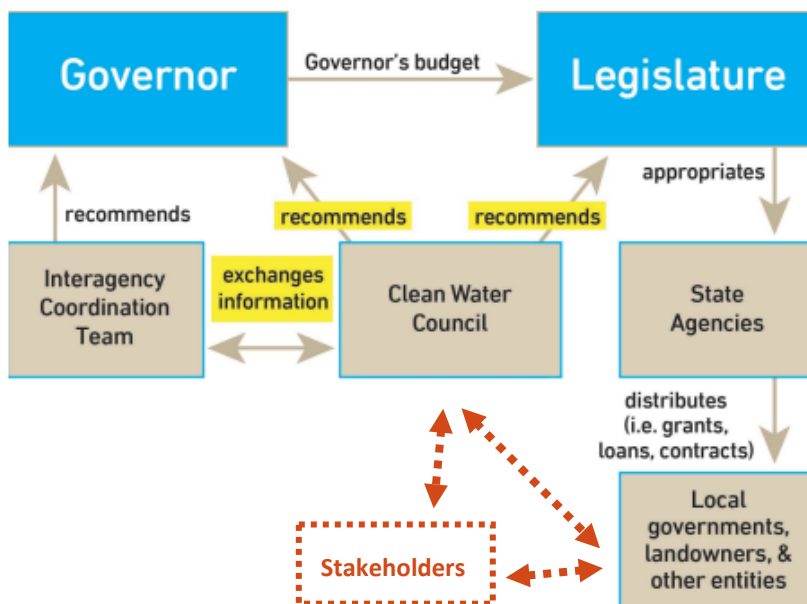 Governor
Governor's budget
Legislature
recommends
recommends
recommends
appropriates
Interagency
Coordination
Team
exchanges
information
Clean Water
Council
State
Agencies
distributes
(i.e. grants,
loans, contracts)
Stakeholders
Local
governments,
landowners, &
other entities